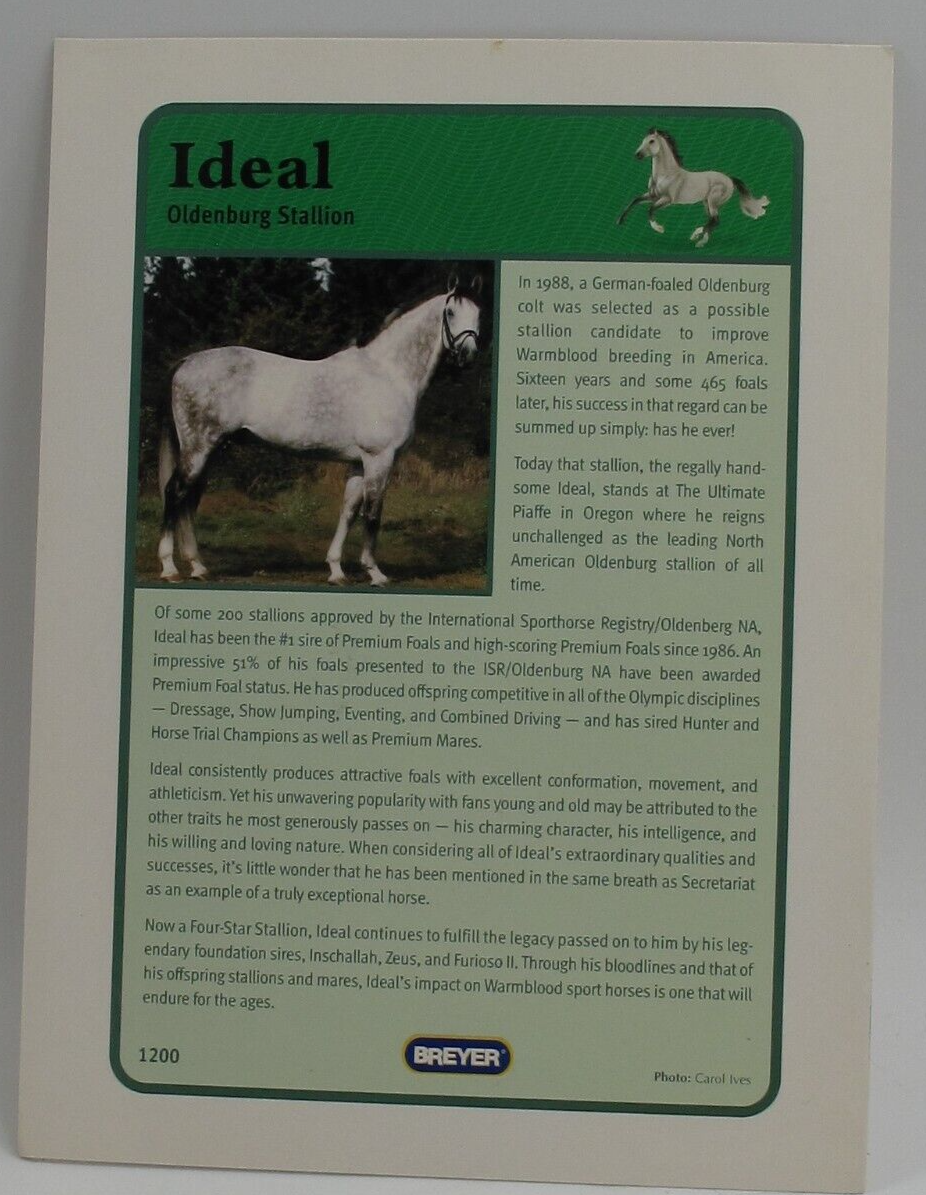 Ideal
Oldenburg Stallion
In 1988, a German-foaled Oldenburg
colt was selected as a possible
stallion candidate to improve
Warmblood breeding in America.
Sixteen years and some 465 foals
later, his success in that regard can be
summed up simply: has he ever!
Today that stallion, the regally hand-
some Ideal, stands at The Ultimate
Piaffe in Oregon where he reigns
unchallenged as the leading North
American Oldenburg stallion of all
time.
Of some 200 stallions approved by the International Sporthorse Registry/Oldenberg NA,
Ideal has been the #1 sire of Premium Foals and high-scoring Premium Foals since 1986. An
impressive 51% of his foals presented to the ISR/Oldenburg NA have been awarded
Premium Foal status. He has produced offspring competitive in all of the Olympic disciplines
— Dressage, Show Jumping, Eventing, and Combined Driving — and has sired Hunter and
Horse Trial Champions as well as Premium Mares.
Ideal consistently produces attractive foals with excellent conformation, movement, and
athleticism. Yet his unwavering popularity with fans young and old may be attributed to the
other traits he most generously passes on — his charming character, his intelligence, and
his willing and loving nature. When considering all of Ideal's extraordinary qualities and
successes, it's little wonder that he has been mentioned in the same breath as Secretariat
as an example of a truly exceptional horse.
Now a Four-Star Stallion, Ideal continues to fulfill the legacy passed on to him by his leg-
endary foundation sires, Inschallah, Zeus, and Furioso II. Through his bloodlines and that of
his offspring stallions and mares, Ideal's impact on Warmblood sport horses is one that will
endure for the ages.
1200
BREYER®
Photo: Carol Ives